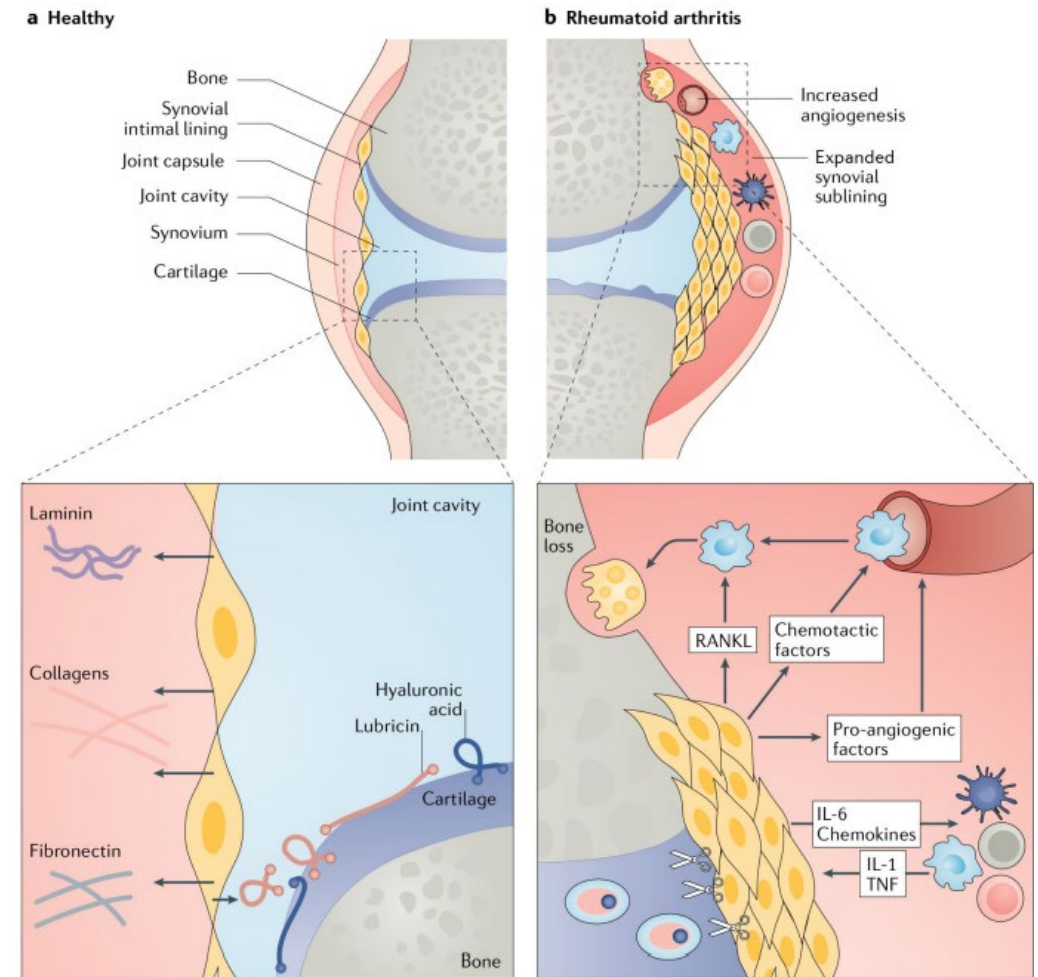 a Healthy
Bone
Synovial
intimal lining
Joint capsule
Joint cavity
Synovium
Cartilage
b Rheumatoid arthritis
Increased
angiogenesis
Expanded
synovial
sublining
Laminin
Joint cavity
Collagens
Hyaluronic
acid
Lubricin
Cartilage
Fibronectin
Bone
Bone
loss
RANKL
Chemotactic
factors
Pro-angiogenic
factors
IL-6
Chemokines
IL-1
TNF